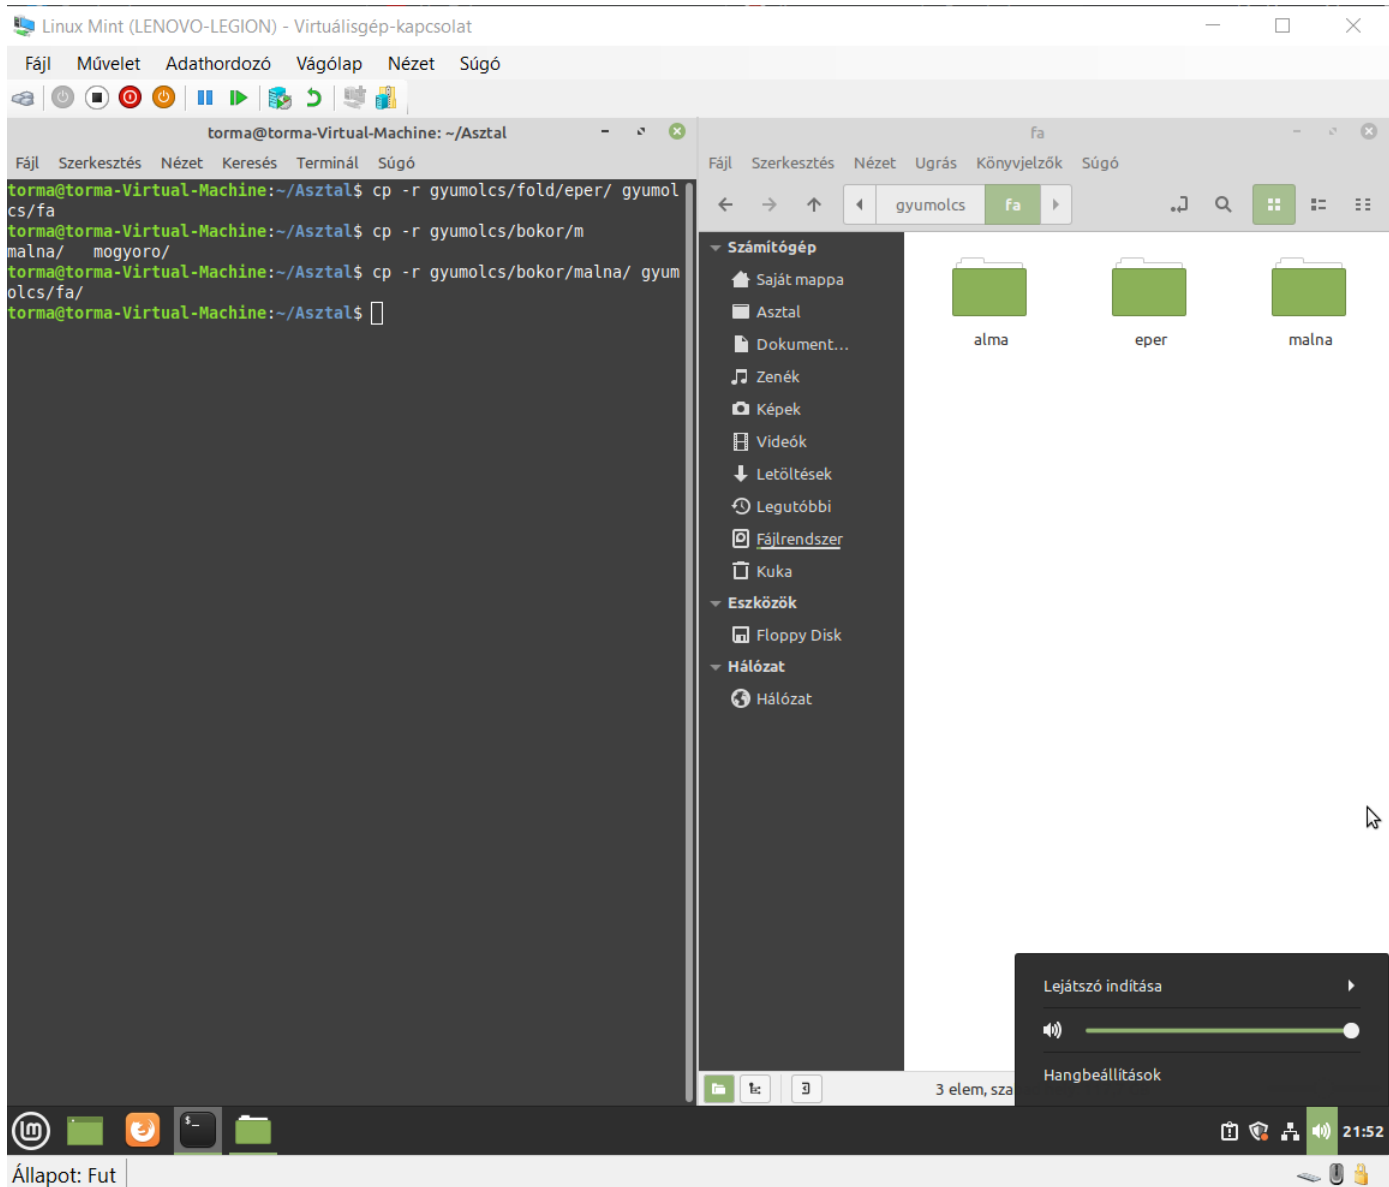 Linux Mint (LENOVO-LEGION) - Virtuálisgép-kapcsolat
Fájl Művelet Adathordozó Vágólap Nézet Súgó
torma@torma-Virtual-Machine: ~/Asztal
Fájl Szerkesztés Nézet Keresés Terminál Súgó
torma@torma-Virtual-Machine:~/Asztal$ cp -r gyumolcs/fold/eper/ gyumol
cs/fa
torma@torma-Virtual-Machine:~/Asztal$ cp -r gyumolcs/bokor/m
malna/ mogyoro/
torma@torma-Virtual-Machine:~/Asztal$ cp -r gyumolcs/bokor/malna/ gyum
olcs/fa/
torma@torma-Virtual-Machine:~/Asztal$
fa
Fájl Szerkesztés Nézet Ugrás Könyvjelzők Súgó
gyumolcs fa
Számítógép
Saját mappa
Asztal
Dokument...
Zenék
Képek
Videók
Letöltések
Legutóbbi
Fájlrendszer
Kuka
Eszközök
Floppy Disk
Hálózat
Hálózat
alma eper malna
3 elem, sza
Lejátszó indítása
Hangbeállítások
21:52
Állapot: Fut